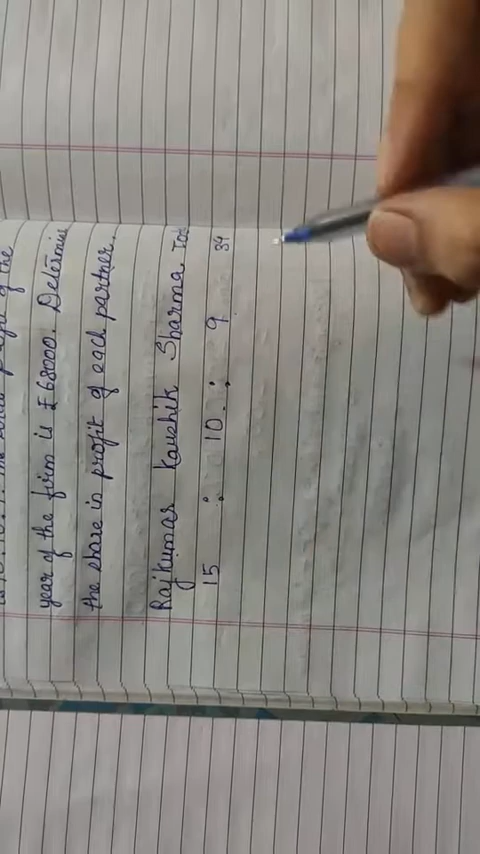 year of the firm is ₹68000. Determine
the share in profit of each partner.
Rajkumar Kaushik Sharma Tot
15 : 10 : 9 34